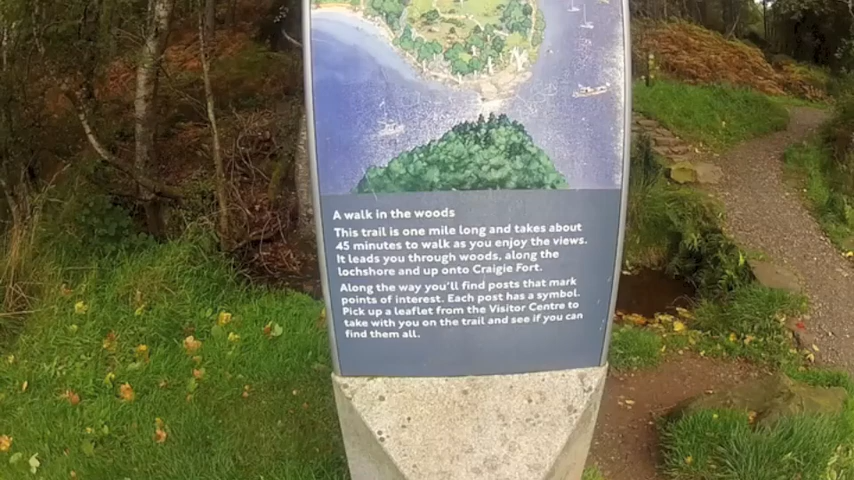 A walk in the woods
This trail is one mile long and takes about
45 minutes to walk as you enjoy the views.
It leads you through woods, along the
lochshore and up onto Craigie Fort.
Along the way you'll find posts that mark
points of interest. Each post has a symbol.
Pick up a leaflet from the Visitor Centre to
take with you on the trail and see if you can
find them all.